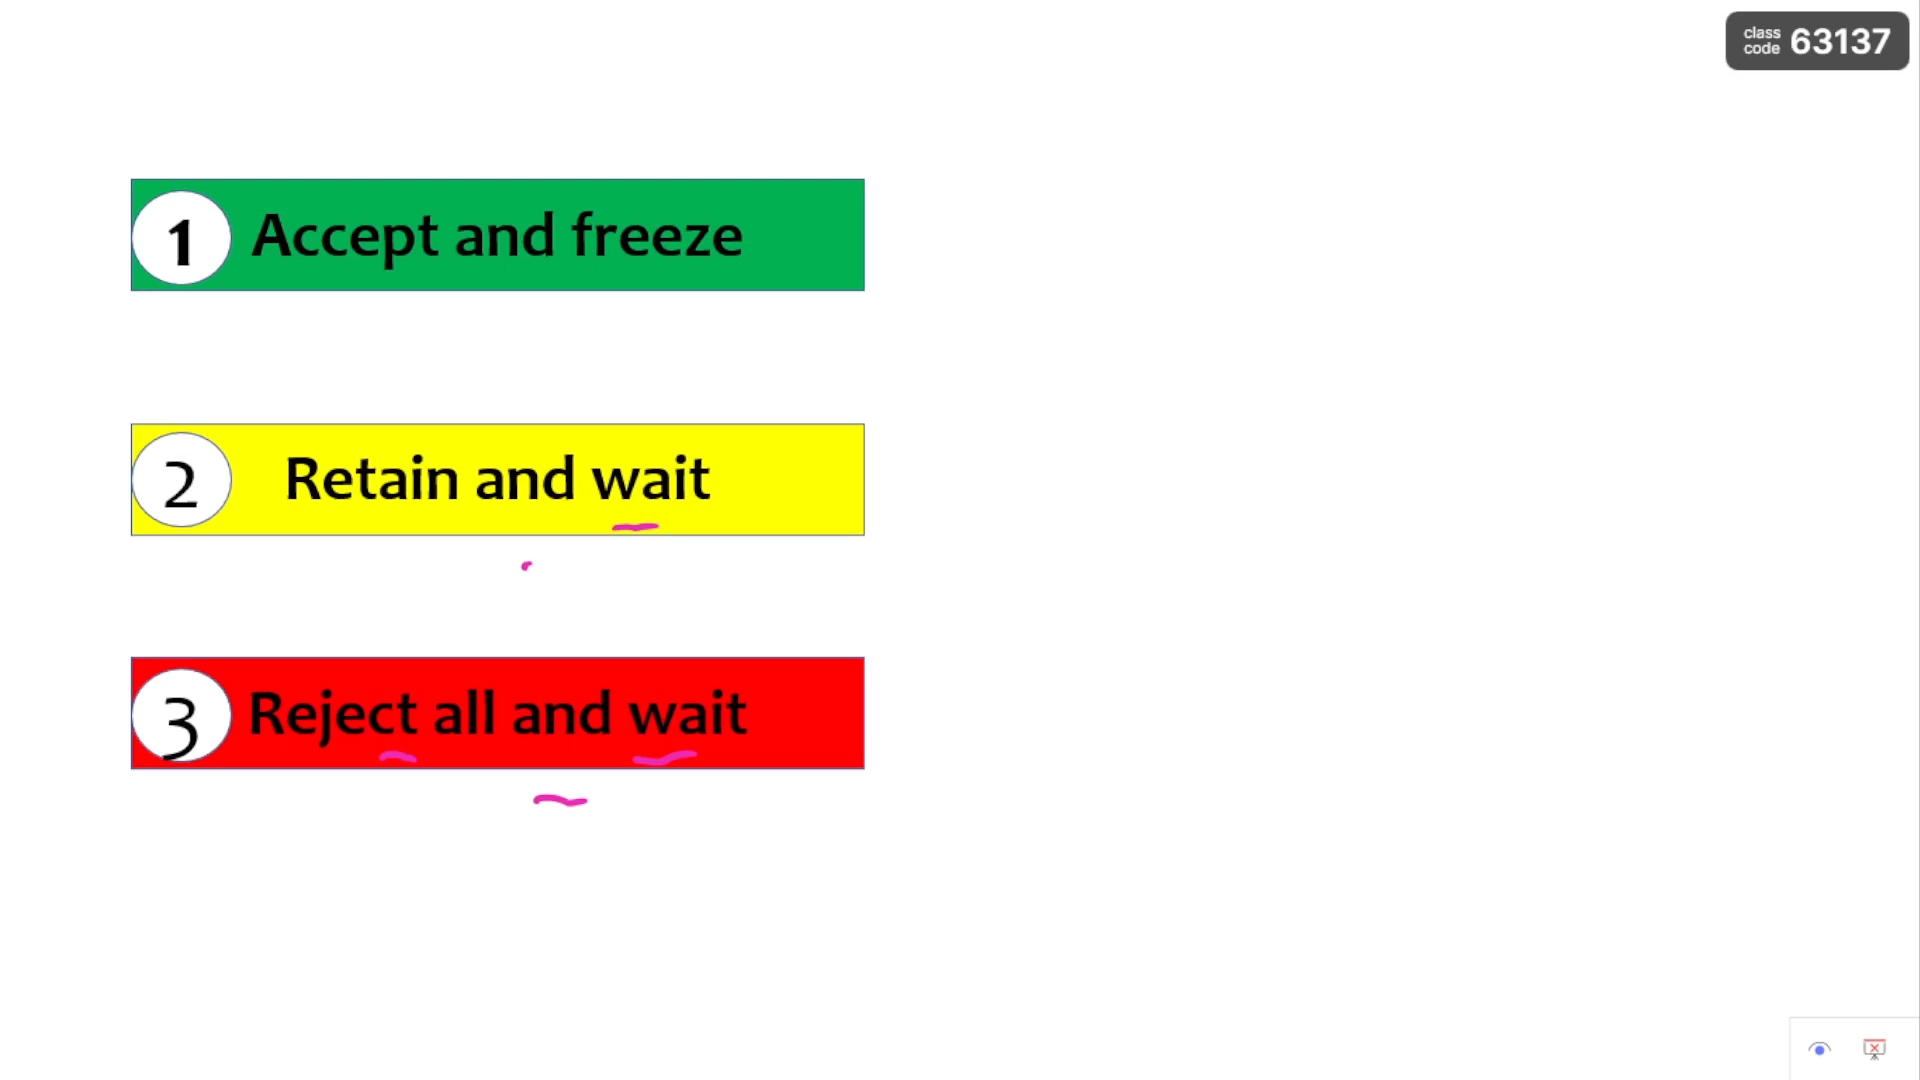 class code 63137
1 Accept and freeze
2 Retain and wait
3 Reject all and wait